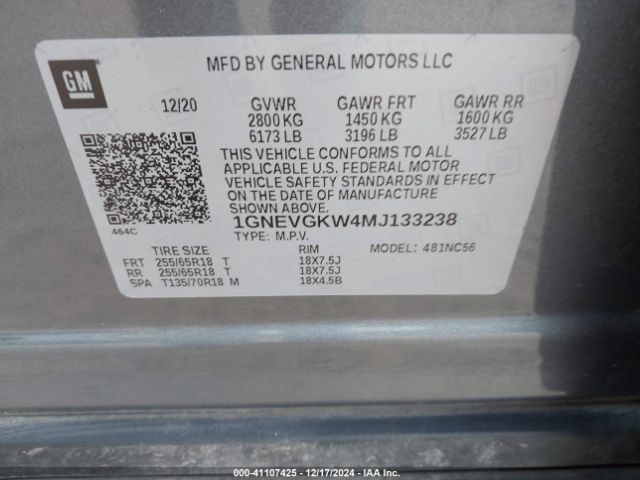 GM
MFD BY GENERAL MOTORS LLC
12/20 GVWR GAWR FRT GAWR RR
2800 KG 1450 KG 1600 KG
6173 LB 3196 LB 3527 LB
THIS VEHICLE CONFORMS TO ALL
APPLICABLE U.S. FEDERAL MOTOR
VEHICLE SAFETY STANDARDS IN EFFECT
ON THE DATE OF MANUFACTURE
SHOWN ABOVE.
464C 1GNEVGKW4MJ133238
TYPE: M.P.V. MODEL: 481NC56
TIRE SIZE RIM
FRT 255/65R18 T 18X7.5J
RR 255/65R18 T 18X7.5J
SPA T135/70R18 M 18X4.5B
000-41107425 - 12/17/2024 - IAA Inc.